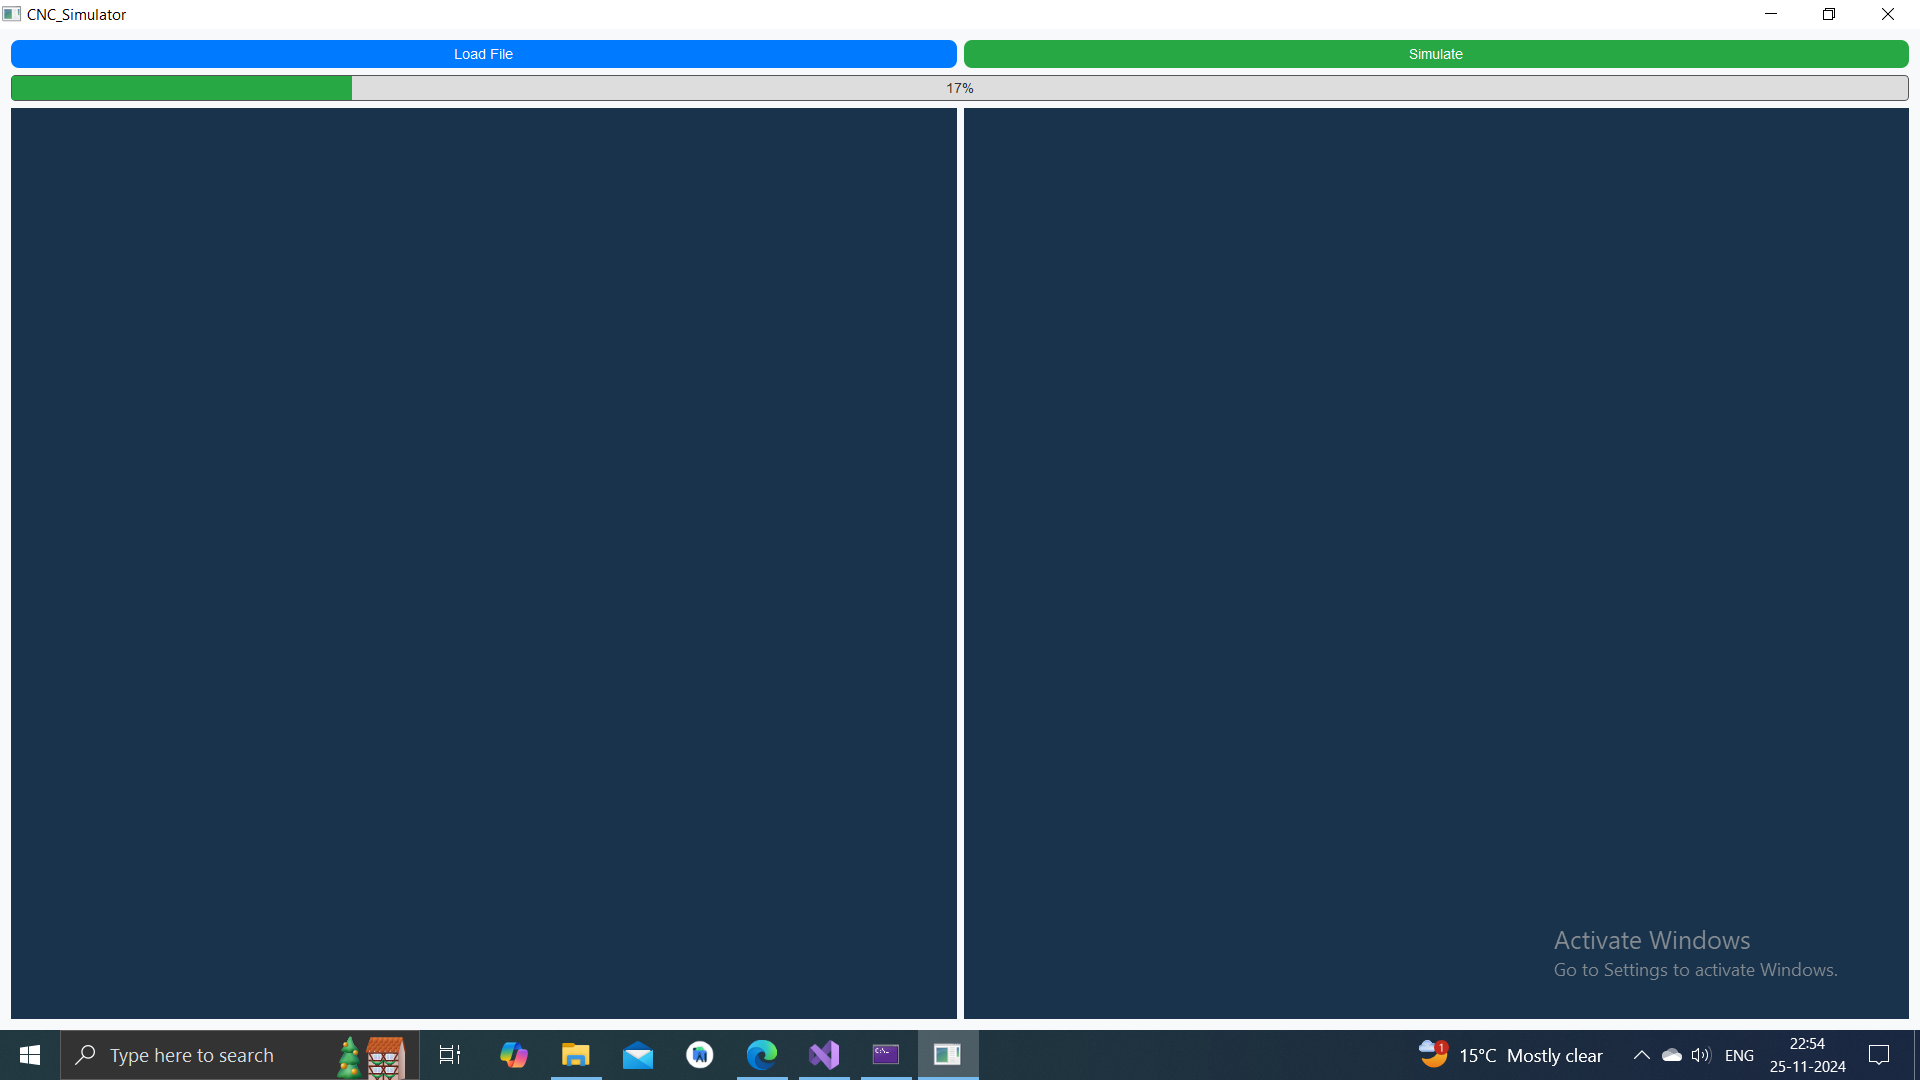 CNC_Simulator
Load File
Simulate
17%
Activate Windows
Go to Settings to activate Windows.
Type here to search
1
15°C Mostly clear
ENG
22:54
25-11-2024